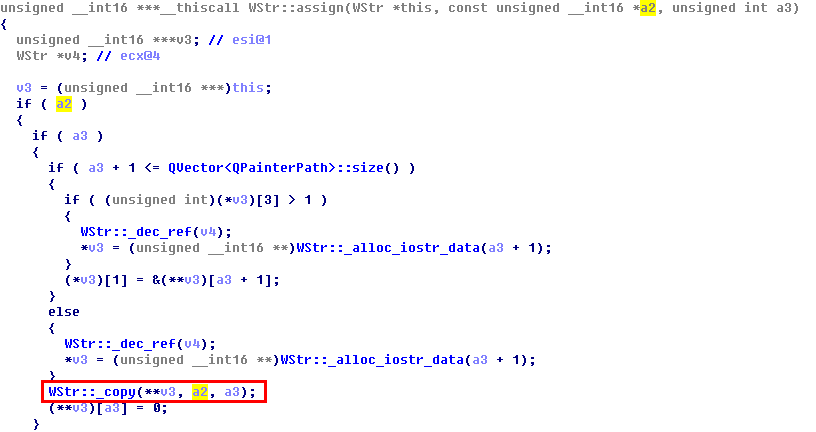 unsigned __int16 ***__thiscall WStr::assign(WStr *this, const unsigned __int16 *a2, unsigned int a3)
{
  unsigned __int16 ***v3; // esi@1
  WStr *v4; // ecx@4

  v3 = (unsigned __int16 ***)this;
  if ( a2 )
  {
    if ( a3 )
    {
      if ( a3 + 1 <= QVector<QPainterPath>::size() )
      {
        if ( (unsigned int)(*v3)[3] > 1 )
        {
          WStr::_dec_ref(v4);
          *v3 = (unsigned __int16 **)WStr::_alloc_iostr_data(a3 + 1);
        }
        (*v3)[1] = &(**v3)[a3 + 1];
      }
      else
      {
        WStr::_dec_ref(v4);
        *v3 = (unsigned __int16 **)WStr::_alloc_iostr_data(a3 + 1);
      }
      WStr::_copy(**v3, a2, a3);
      (**v3)[a3] = 0;
    }